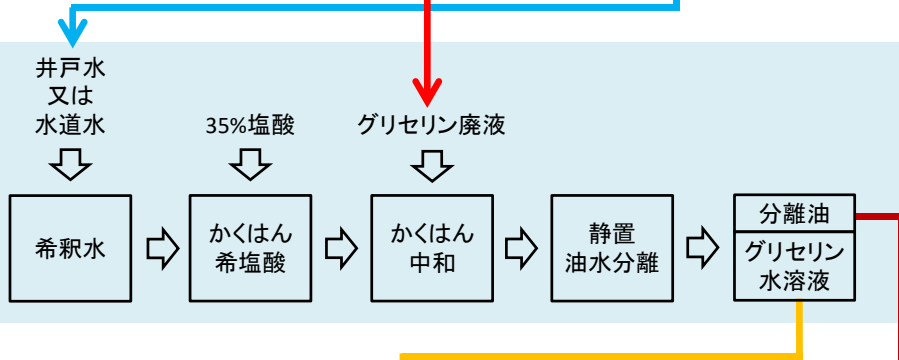 井戸水
又は
水道水
35%塩酸
グリセリン廃液
希釈水
かくはん
希塩酸
かくはん
中和
静置
油水分離
分離油
グリセリン
水溶液